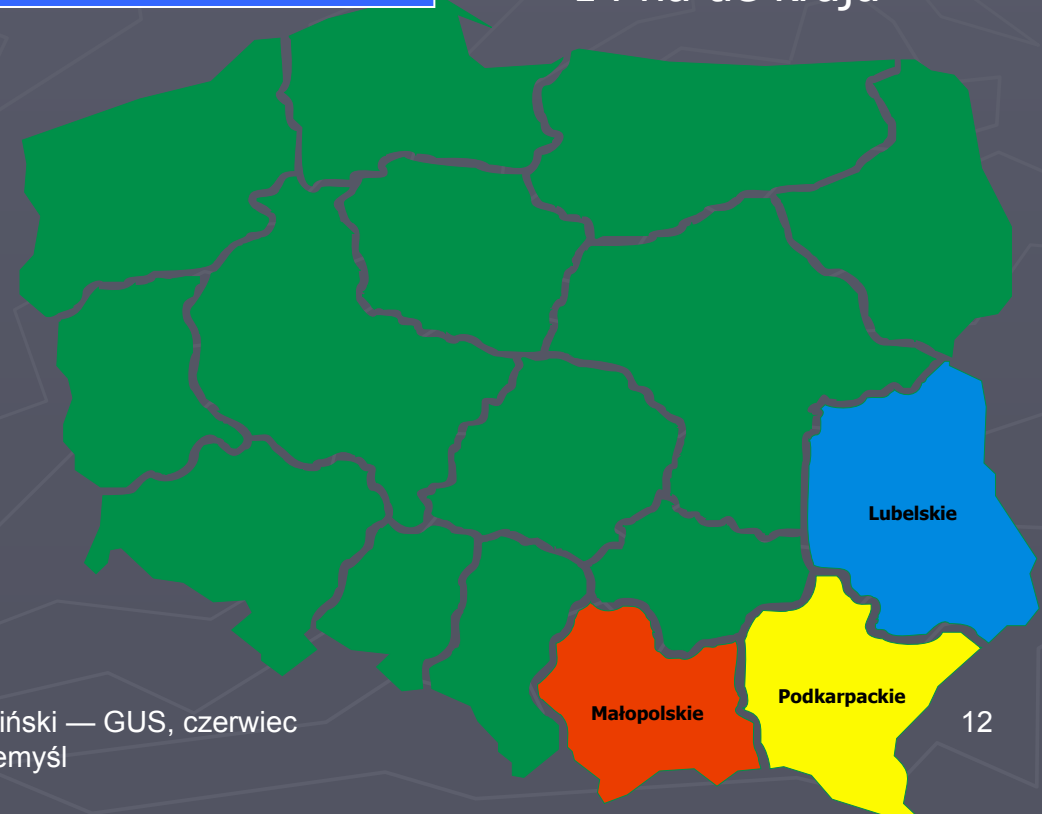 Lubelskie
Podkarpackie
Małopolskie
iński — GUS, czerwiec
emyśl
12